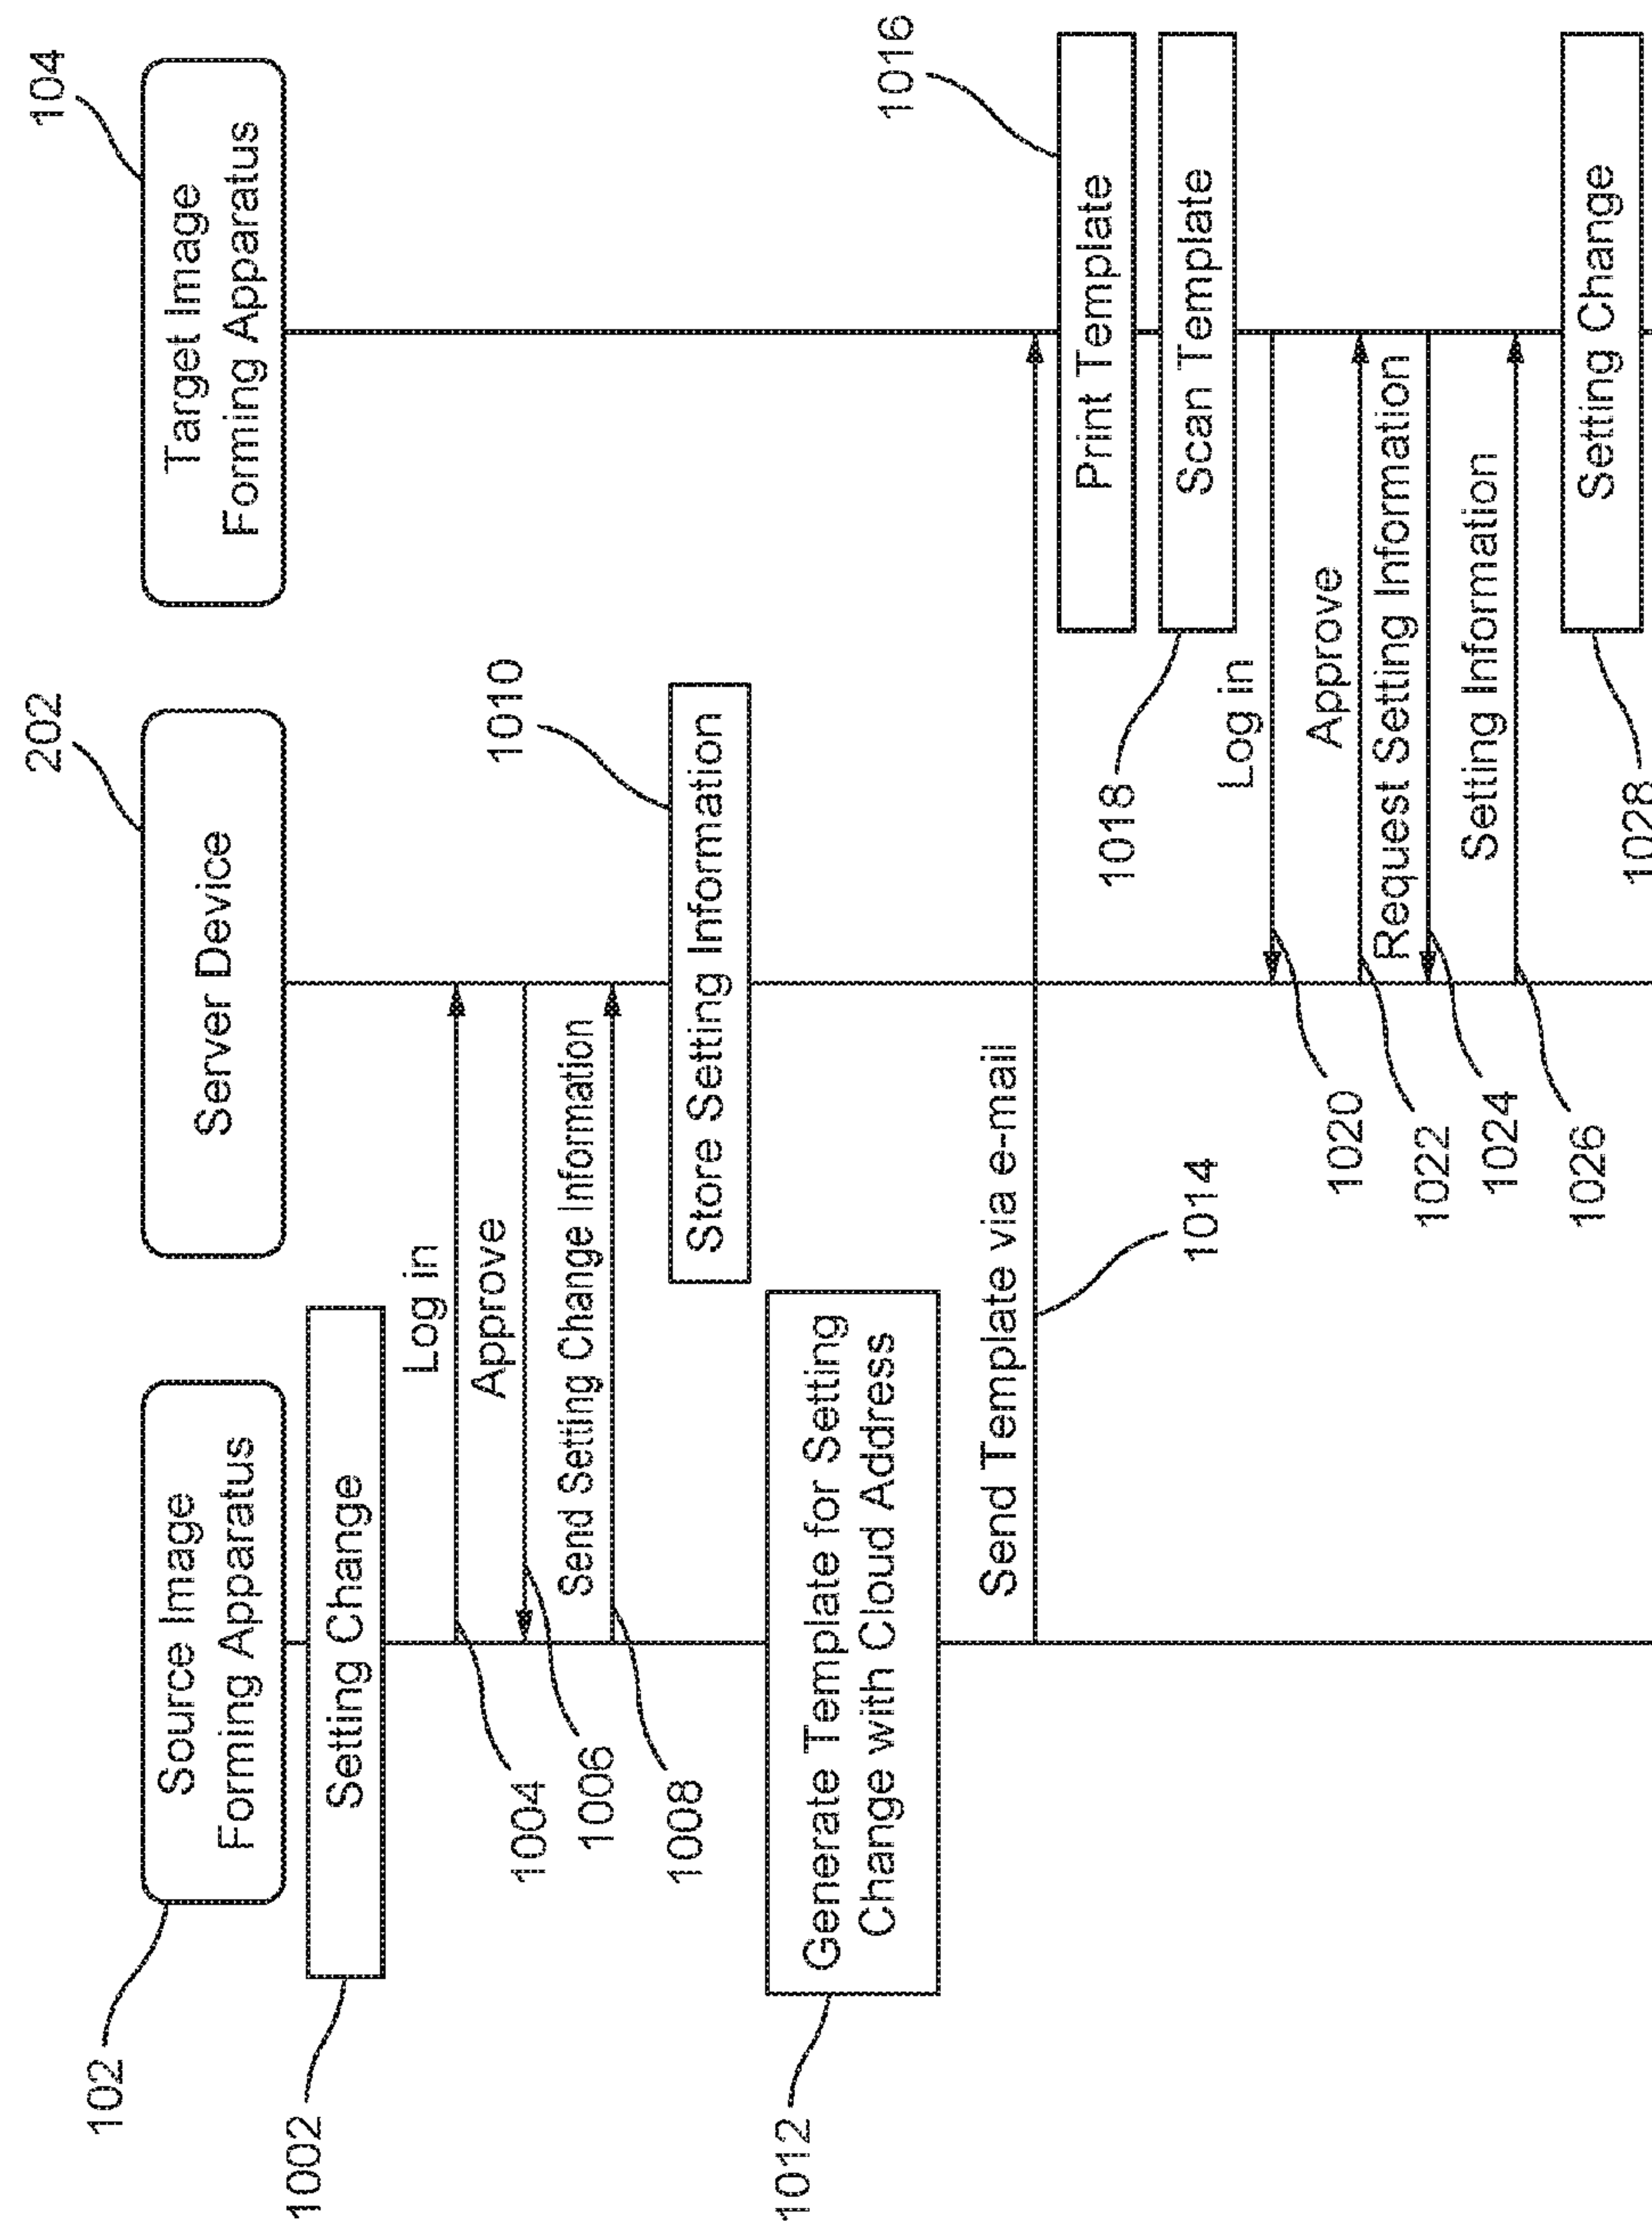 102
Source Image
Forming Apparatus
202
Server Device
104
Target Image
Forming Apparatus
1002
Setting Change
Log in
1004
Approve
1006
Send Setting Change Information
1008
Store Setting Information
1010
1012
Generate Template for Setting
Change with Cloud Address
Send Template via e-mail
1014
Print Template
1016
Scan Template
1018
Log in
1020
Approve
1022
Request Setting Information
1024
Setting Information
1026
Setting Change
1028